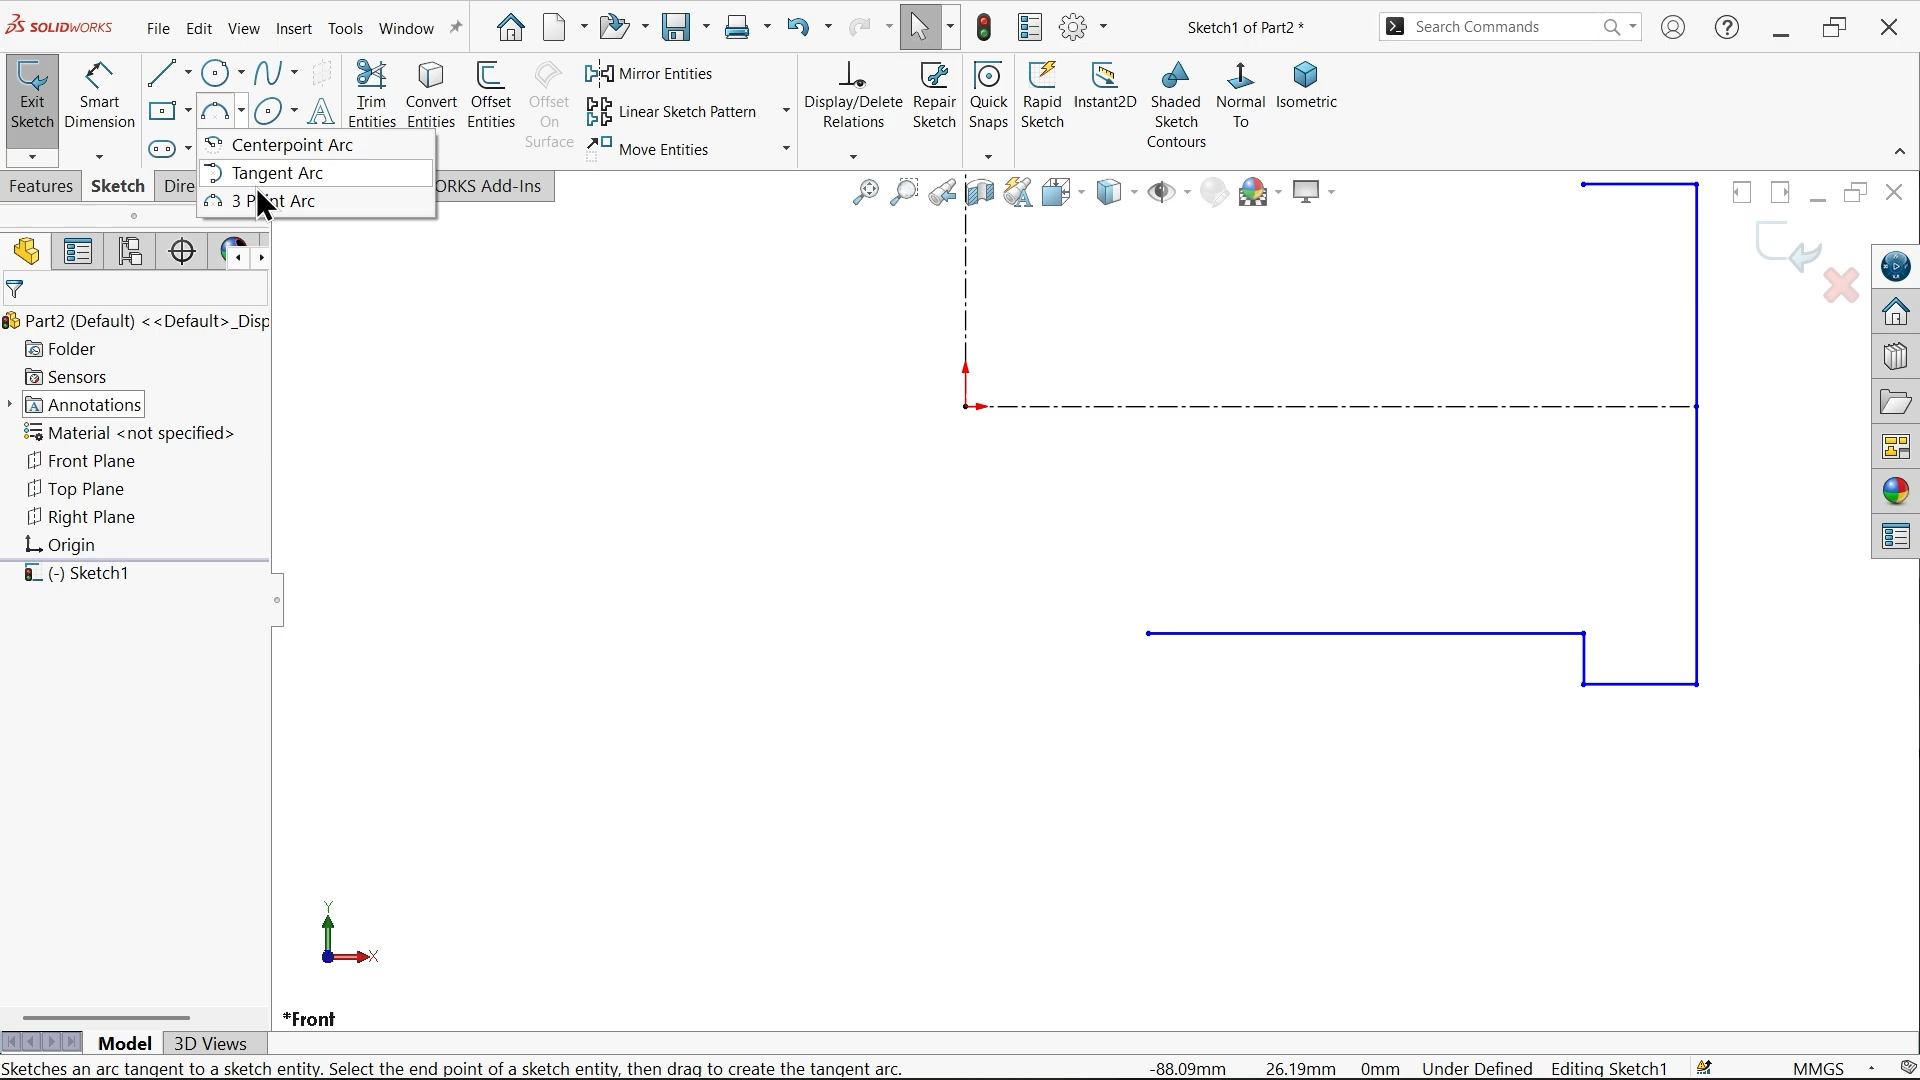 SOLIDWORKS File Edit View Insert Tools Window Sketch1 of Part2 * Search Commands
Exit Sketch
Smart Dimension
Trim Entities
Convert Entities
Offset Entities
Offset On Surface
Mirror Entities
Linear Sketch Pattern
Move Entities
Display/Delete Relations
Repair Sketch
Quick Snaps
Rapid Sketch
Instant2D
Shaded Sketch Contours
Normal To
Isometric
Centerpoint Arc
Tangent Arc
3 P int Arc
Features Sketch Dire ORKS Add-Ins
Part2 (Default) <<Default>_Disp
Folder
Sensors
Annotations
Material <not specified>
Front Plane
Top Plane
Right Plane
Origin
(-) Sketch1
Y
X
*Front
Model 3D Views
Sketches an arc tangent to a sketch entity. Select the end point of a sketch entity, then drag to create the tangent arc. -88.09mm 26.19mm 0mm Under Defined Editing Sketch1 MMGS